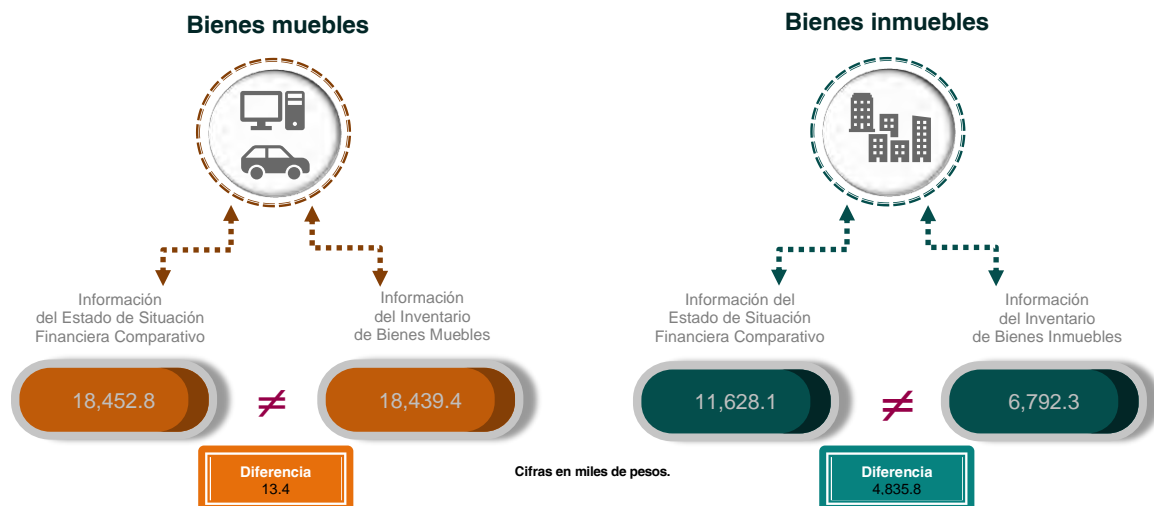 Bienes muebles
Información
del Estado de Situación
Financiera Comparativo
Información
del Inventario
de Bienes Muebles
18,452.8
≠
18,439.4
Diferencia
13.4
Cifras en miles de pesos.
Bienes inmuebles
Información del
Estado de Situación
Financiera Comparativo
Información
del Inventario
de Bienes Inmuebles
11,628.1
≠
6,792.3
Diferencia
4,835.8